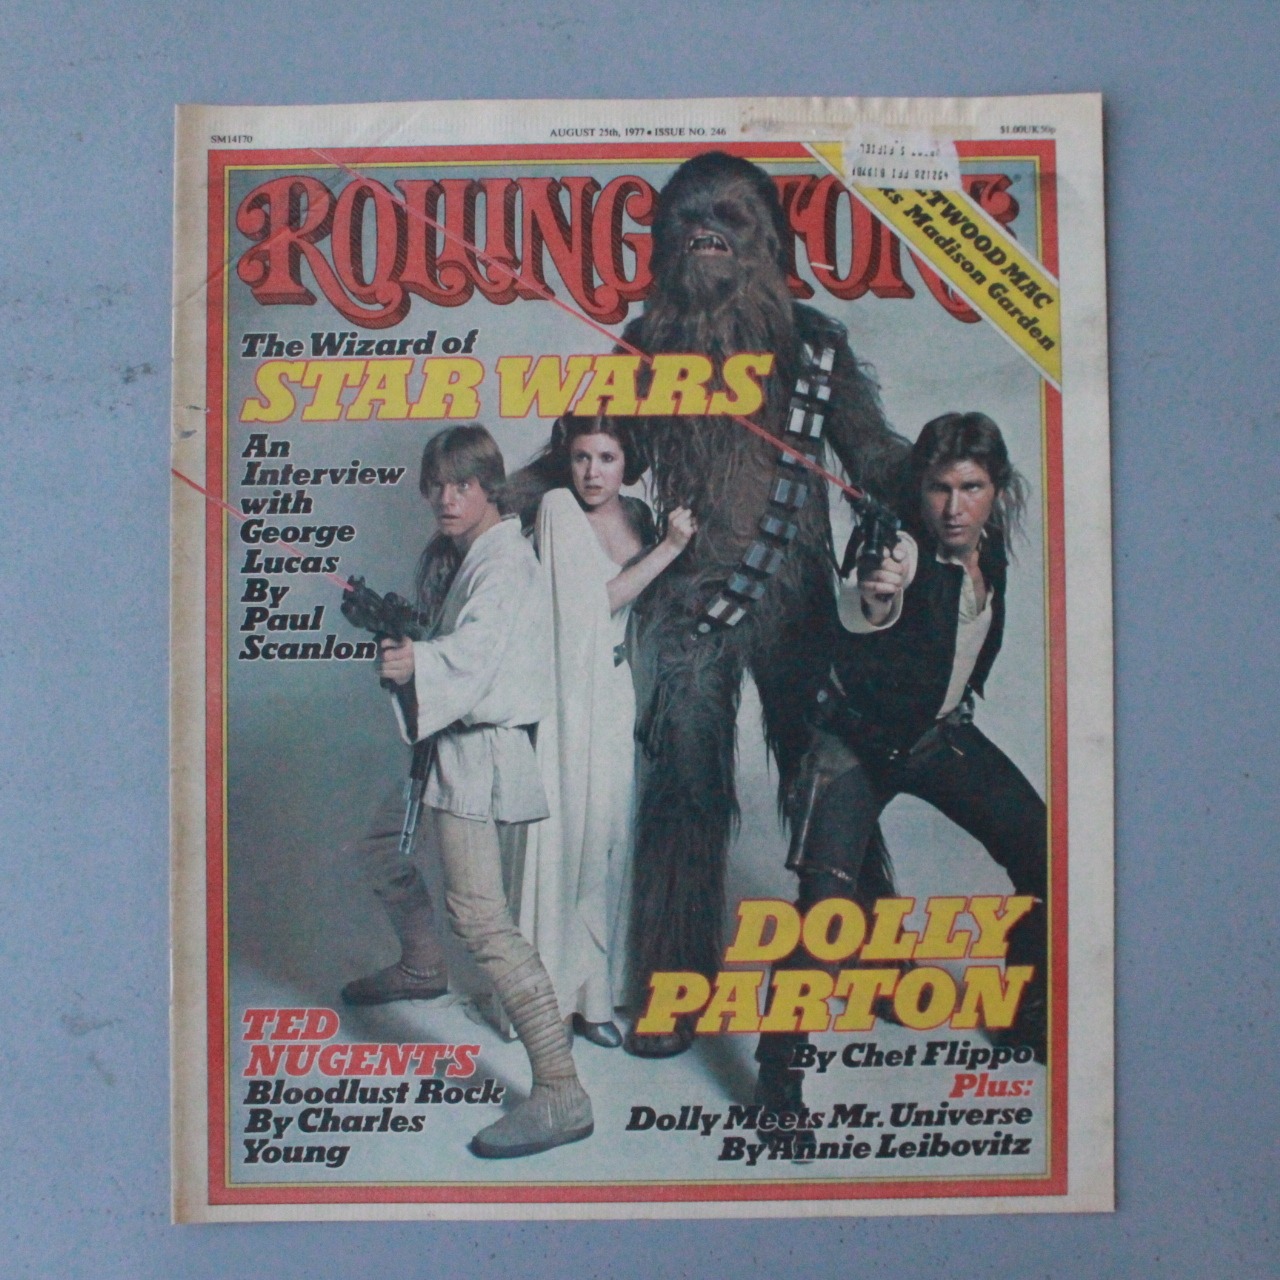 SM14170
AUGUST 25th, 1977 • ISSUE NO. 246
$1.00UK50p
ROLLING STONE
TWOOD MAC
Madison Garden
The Wizard of
STAR WARS
An
Interview
with
George
Lucas
By
Paul
Scanlon
DOLLY
PARTON
By Chet Flippo
Plus:
Dolly Meets Mr. Universe
By Annie Leibovitz
TED
NUGENT'S
Bloodlust Rock
By Charles
Young